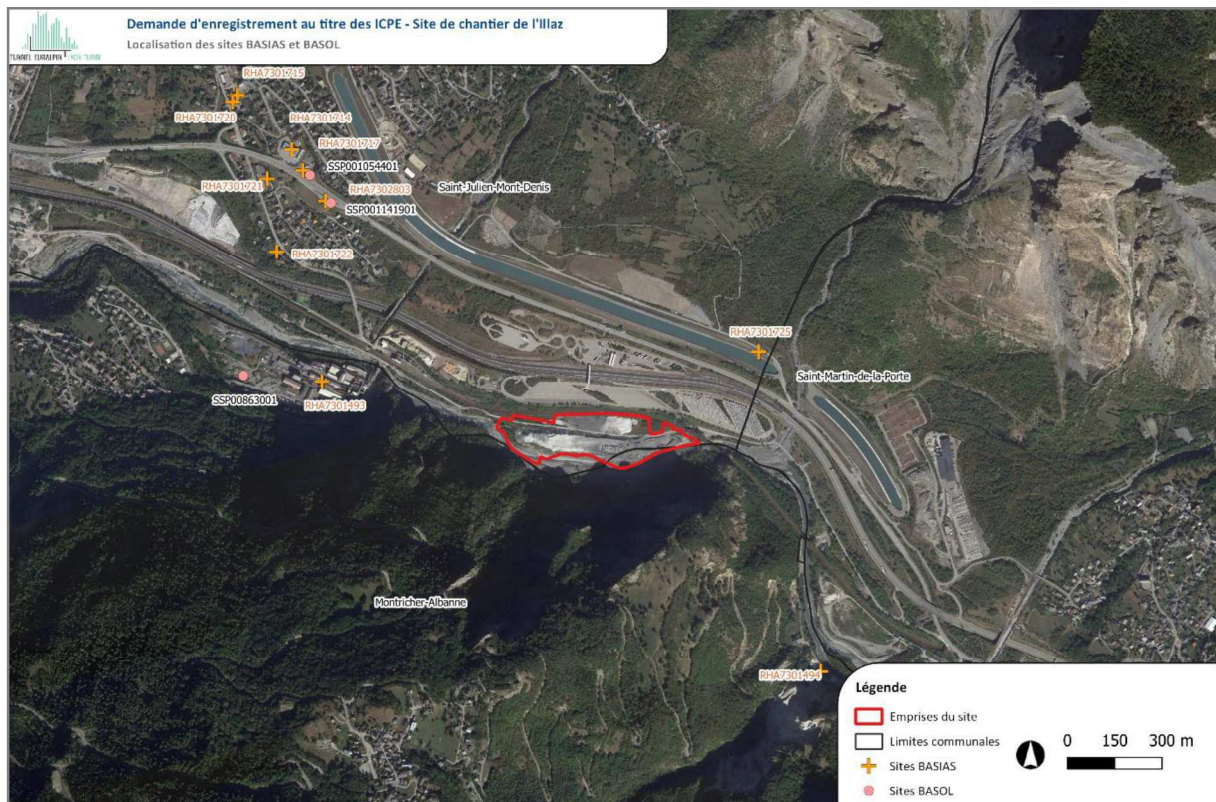 Demande d'enregistrement au titre des ICPE - Site de chantier de l'Illaz
Localisation des sites BASIAS et BASOL
TUNNEL EURALPIN LYON TURIN
RHA7301715
RHA7301720
RHA7301714
RHA7301717
SSP001054401
RHA7301721
RHA7302803
SSP001141901
Saint-Julien-Mont-Denis
RHA7301722
RHA7301725
Saint-Martin-de-la-Porte
SSP00863001
RHA7301493
Montricher-Albanne
RHA7301494
Légende
Emprises du site
Limites communales
Sites BASIAS
Sites BASOL
0 150 300 m